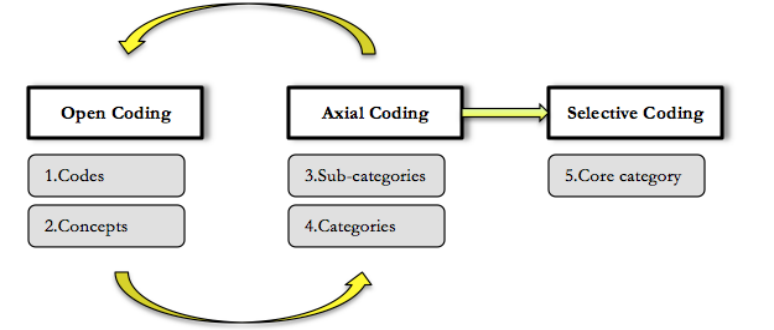 Open Coding
Axial Coding
Selective Coding
1.Codes
3.Sub-categories
5.Core category
2.Concepts
4.Categories